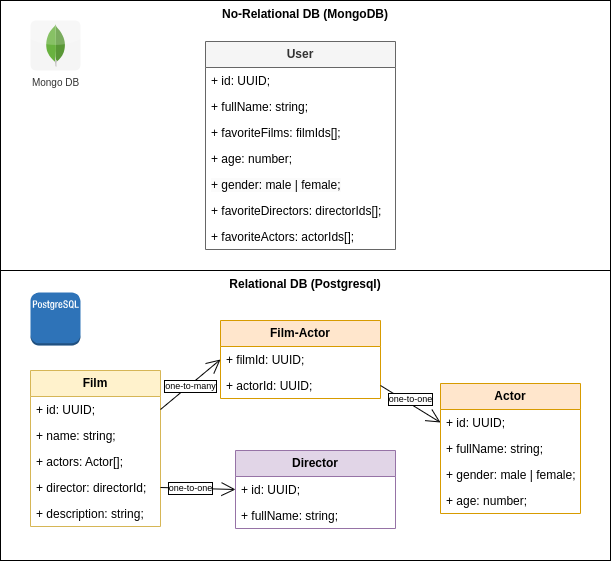 No-Relational DB (MongoDB)
Mongo DB
User
+ id: UUID;
+ fullName: string;
+ favoriteFilms: filmIds[];
+ age: number;
+ gender: male | female;
+ favoriteDirectors: directorIds[];
+ favoriteActors: actorIds[];
Relational DB (Postgresql)
PostgreSQL
Film
+ id: UUID;
+ name: string;
+ actors: Actor[];
+ director: directorId;
+ description: string;
one-to-many
Film-Actor
+ filmId: UUID;
+ actorId: UUID;
one-to-one
Actor
+ id: UUID;
+ fullName: string;
+ gender: male | female;
+ age: number;
one-to-one
Director
+ id: UUID;
+ fullName: string;